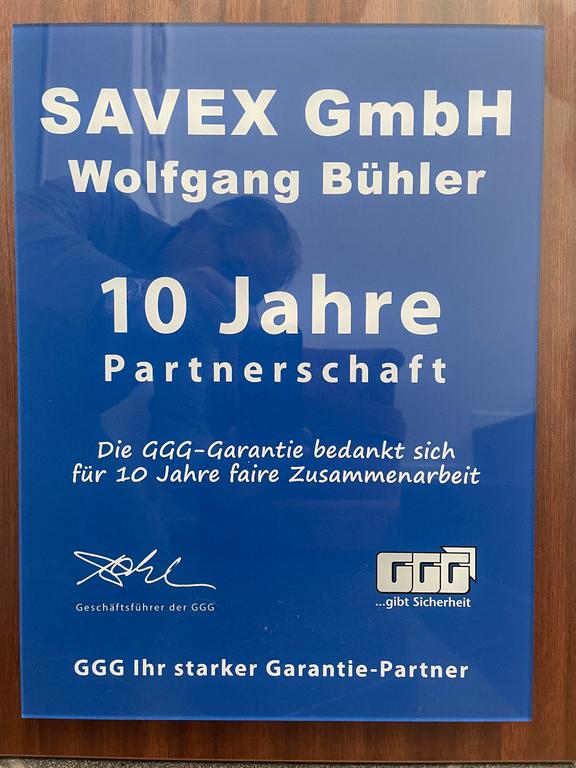 SAVEX GmbH
Wolfgang Bühler
10 Jahre
Partnerschaft
Die GGG-Garantie bedankt sich
für 10 Jahre faire Zusammenarbeit
Geschäftsführer der GGG
GGG
...gibt Sicherheit
GGG Ihr starker Garantie-Partner